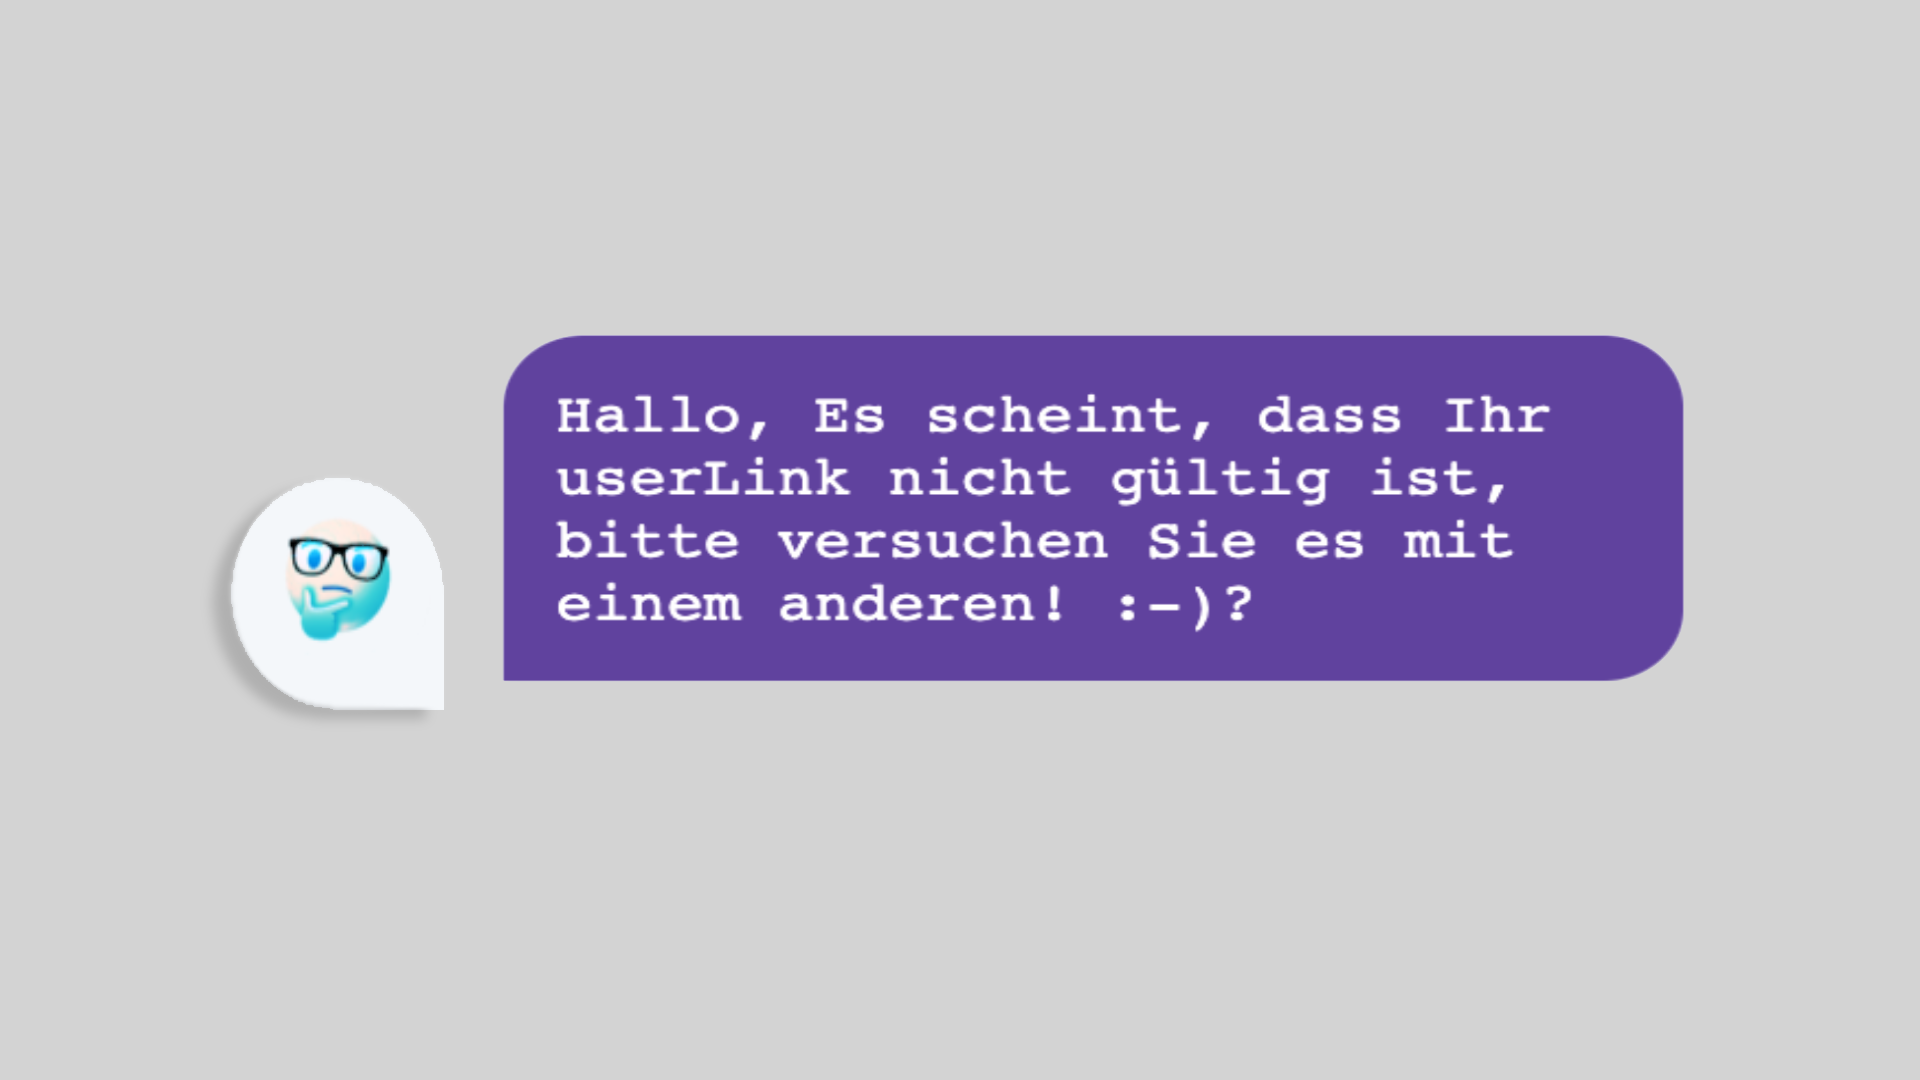 Hallo, Es scheint, dass Ihr
userLink nicht gültig ist,
bitte versuchen Sie es mit
einem anderen! :-)?